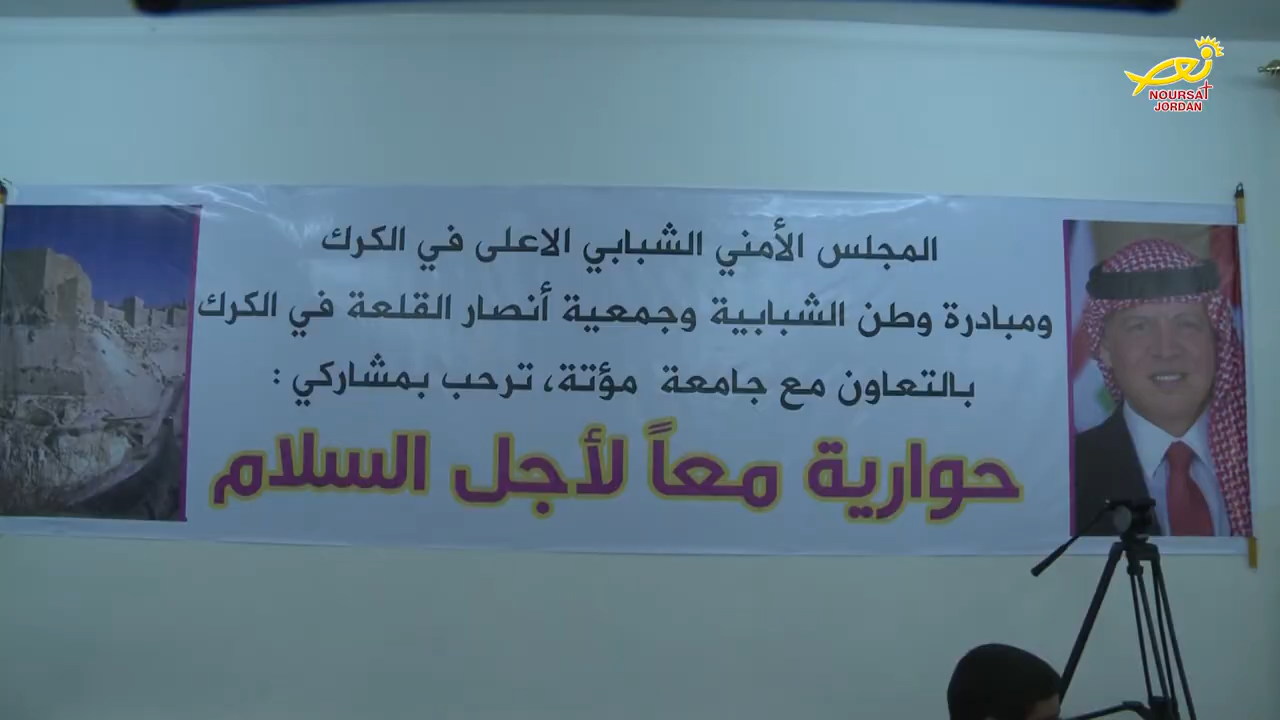 NOURSAT
JORDAN
المجلس الأمني الشبابي الاعلى في الكرك
ومبادرة وطن الشبابية وجمعية أنصار القلعة في الكرك
بالتعاون مع جامعة مؤتة، ترحب بمشاركي :
حوارية معاً لأجل السلام